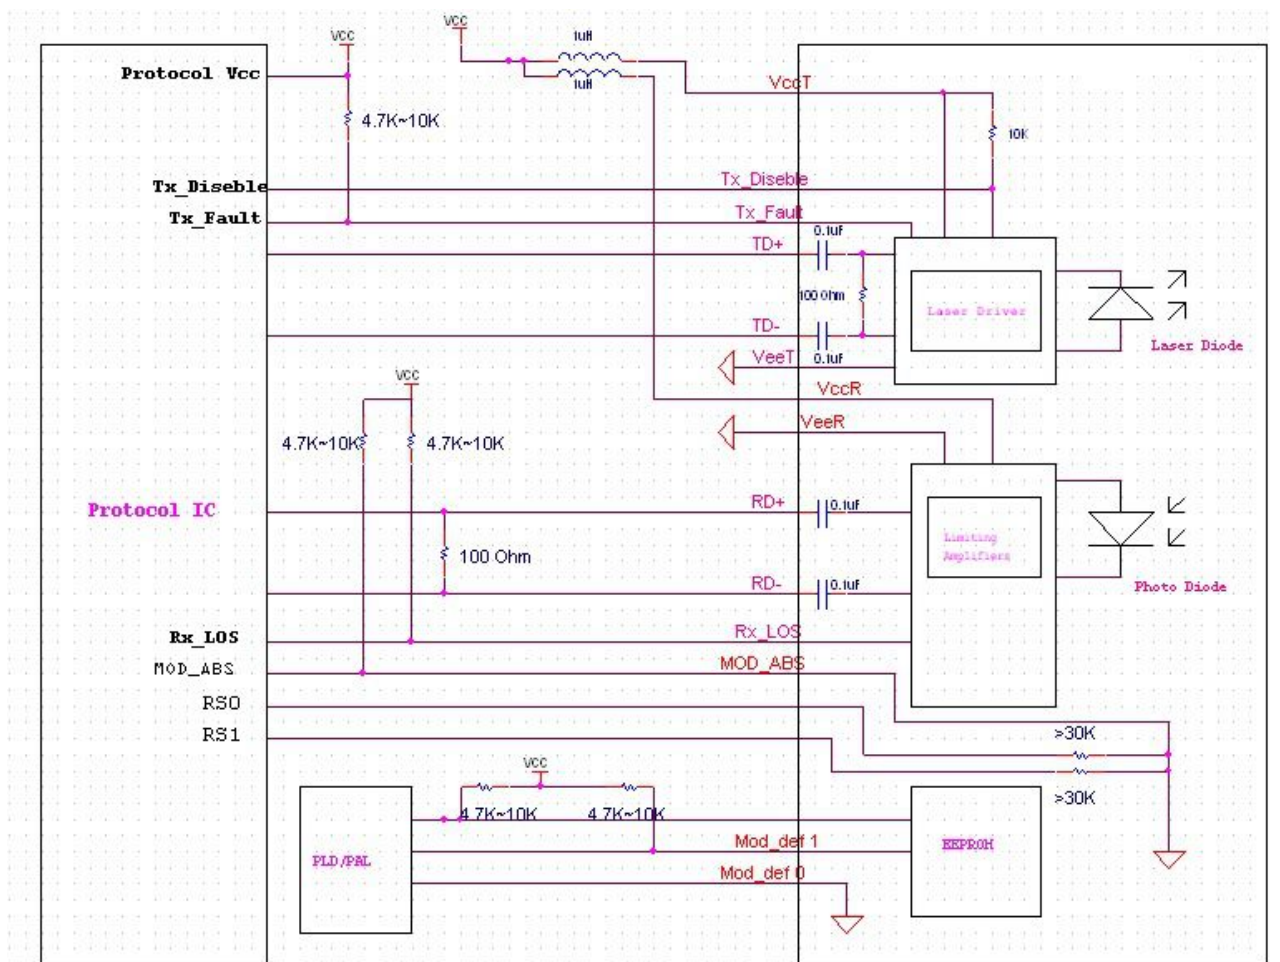 VCC
VCC
1uH
1uH
Protocol Vcc
VccT
4.7K~10K
10K
Tx_Diseble
Tx_Diseble
Tx_Fault
Tx_Fault
0.1uF
TD+
100 Ohm
Laser Driver
TD-
Laser Diode
VeeT
0.1uF
VCC
VccR
VeeR
4.7K~10K
4.7K~10K
Protocol IC
RD+
0.1uF
Limiting
Amplifiers
100 Ohm
RD-
0.1uF
Photo Diode
Rx_LOS
Rx_LOS
MOD_ABS
MOD_ABS
RS0
RS1
>30K
VCC
>30K
4.7K~10K
4.7K~10K
Mod_def 1
EEPROM
PLD/PAL
Mod_def 0